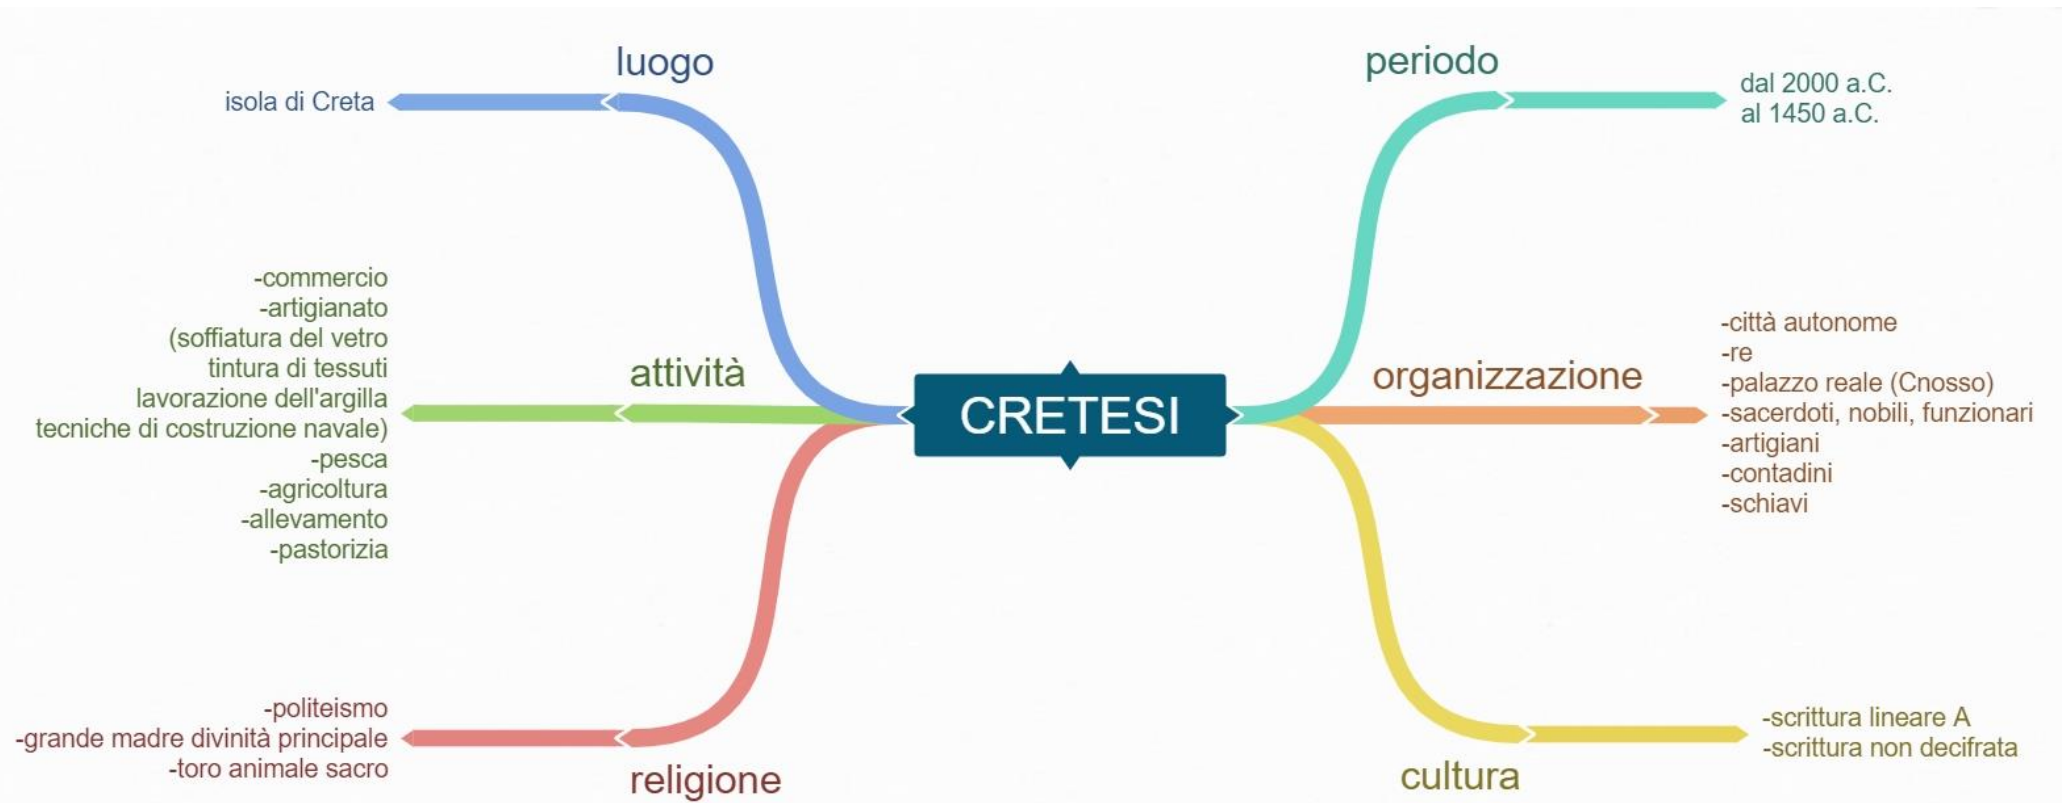 CRETESI
luogo
isola di Creta
attività
-commercio
-artigianato
(soffiatura del vetro
tintura di tessuti
lavorazione dell'argilla
tecniche di costruzione navale)
-pesca
-agricoltura
-allevamento
-pastorizia
religione
-politeismo
-grande madre divinità principale
-toro animale sacro
periodo
dal 2000 a.C.
al 1450 a.C.
organizzazione
-città autonome
-re
-palazzo reale (Cnosso)
-sacerdoti, nobili, funzionari
-artigiani
-contadini
-schiavi
cultura
-scrittura lineare A
-scrittura non decifrata